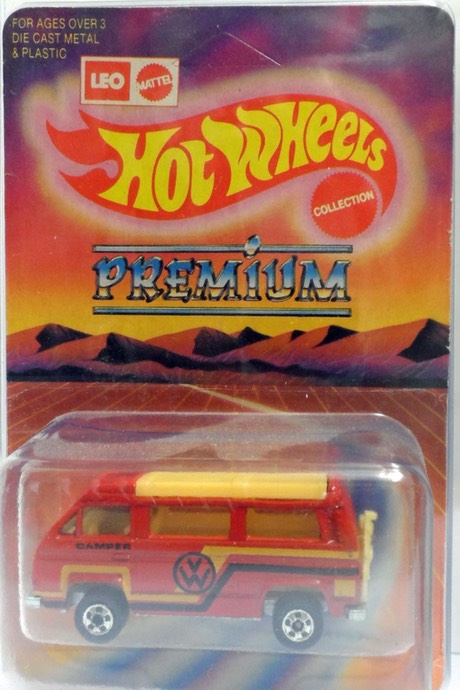 FOR AGES OVER 3
DIE CAST METAL
& PLASTIC
LEO
MATTEL
HOT WHEELS
COLLECTION
PREMIUM
CAMPER
VW